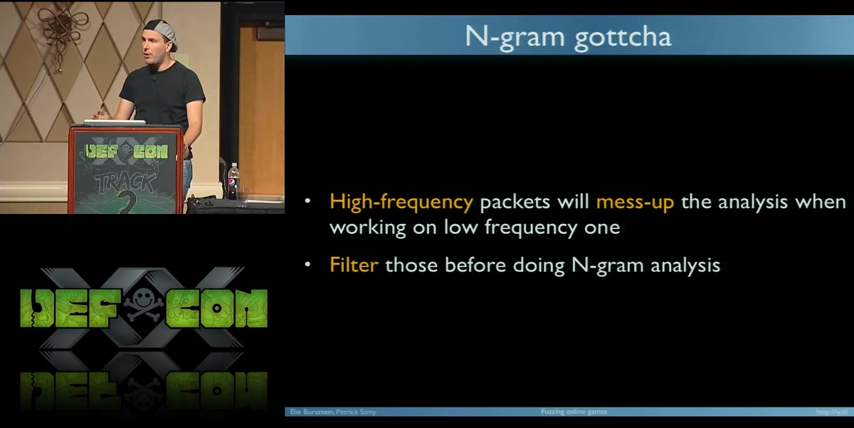 N-gram gottcha
DEF CON
TRACK
2
• High-frequency packets will mess-up the analysis when
working on low frequency one
• Filter those before doing N-gram analysis
DEF CON
XX
Elie Bursztein, Patrick Samy
Fuzzing online games